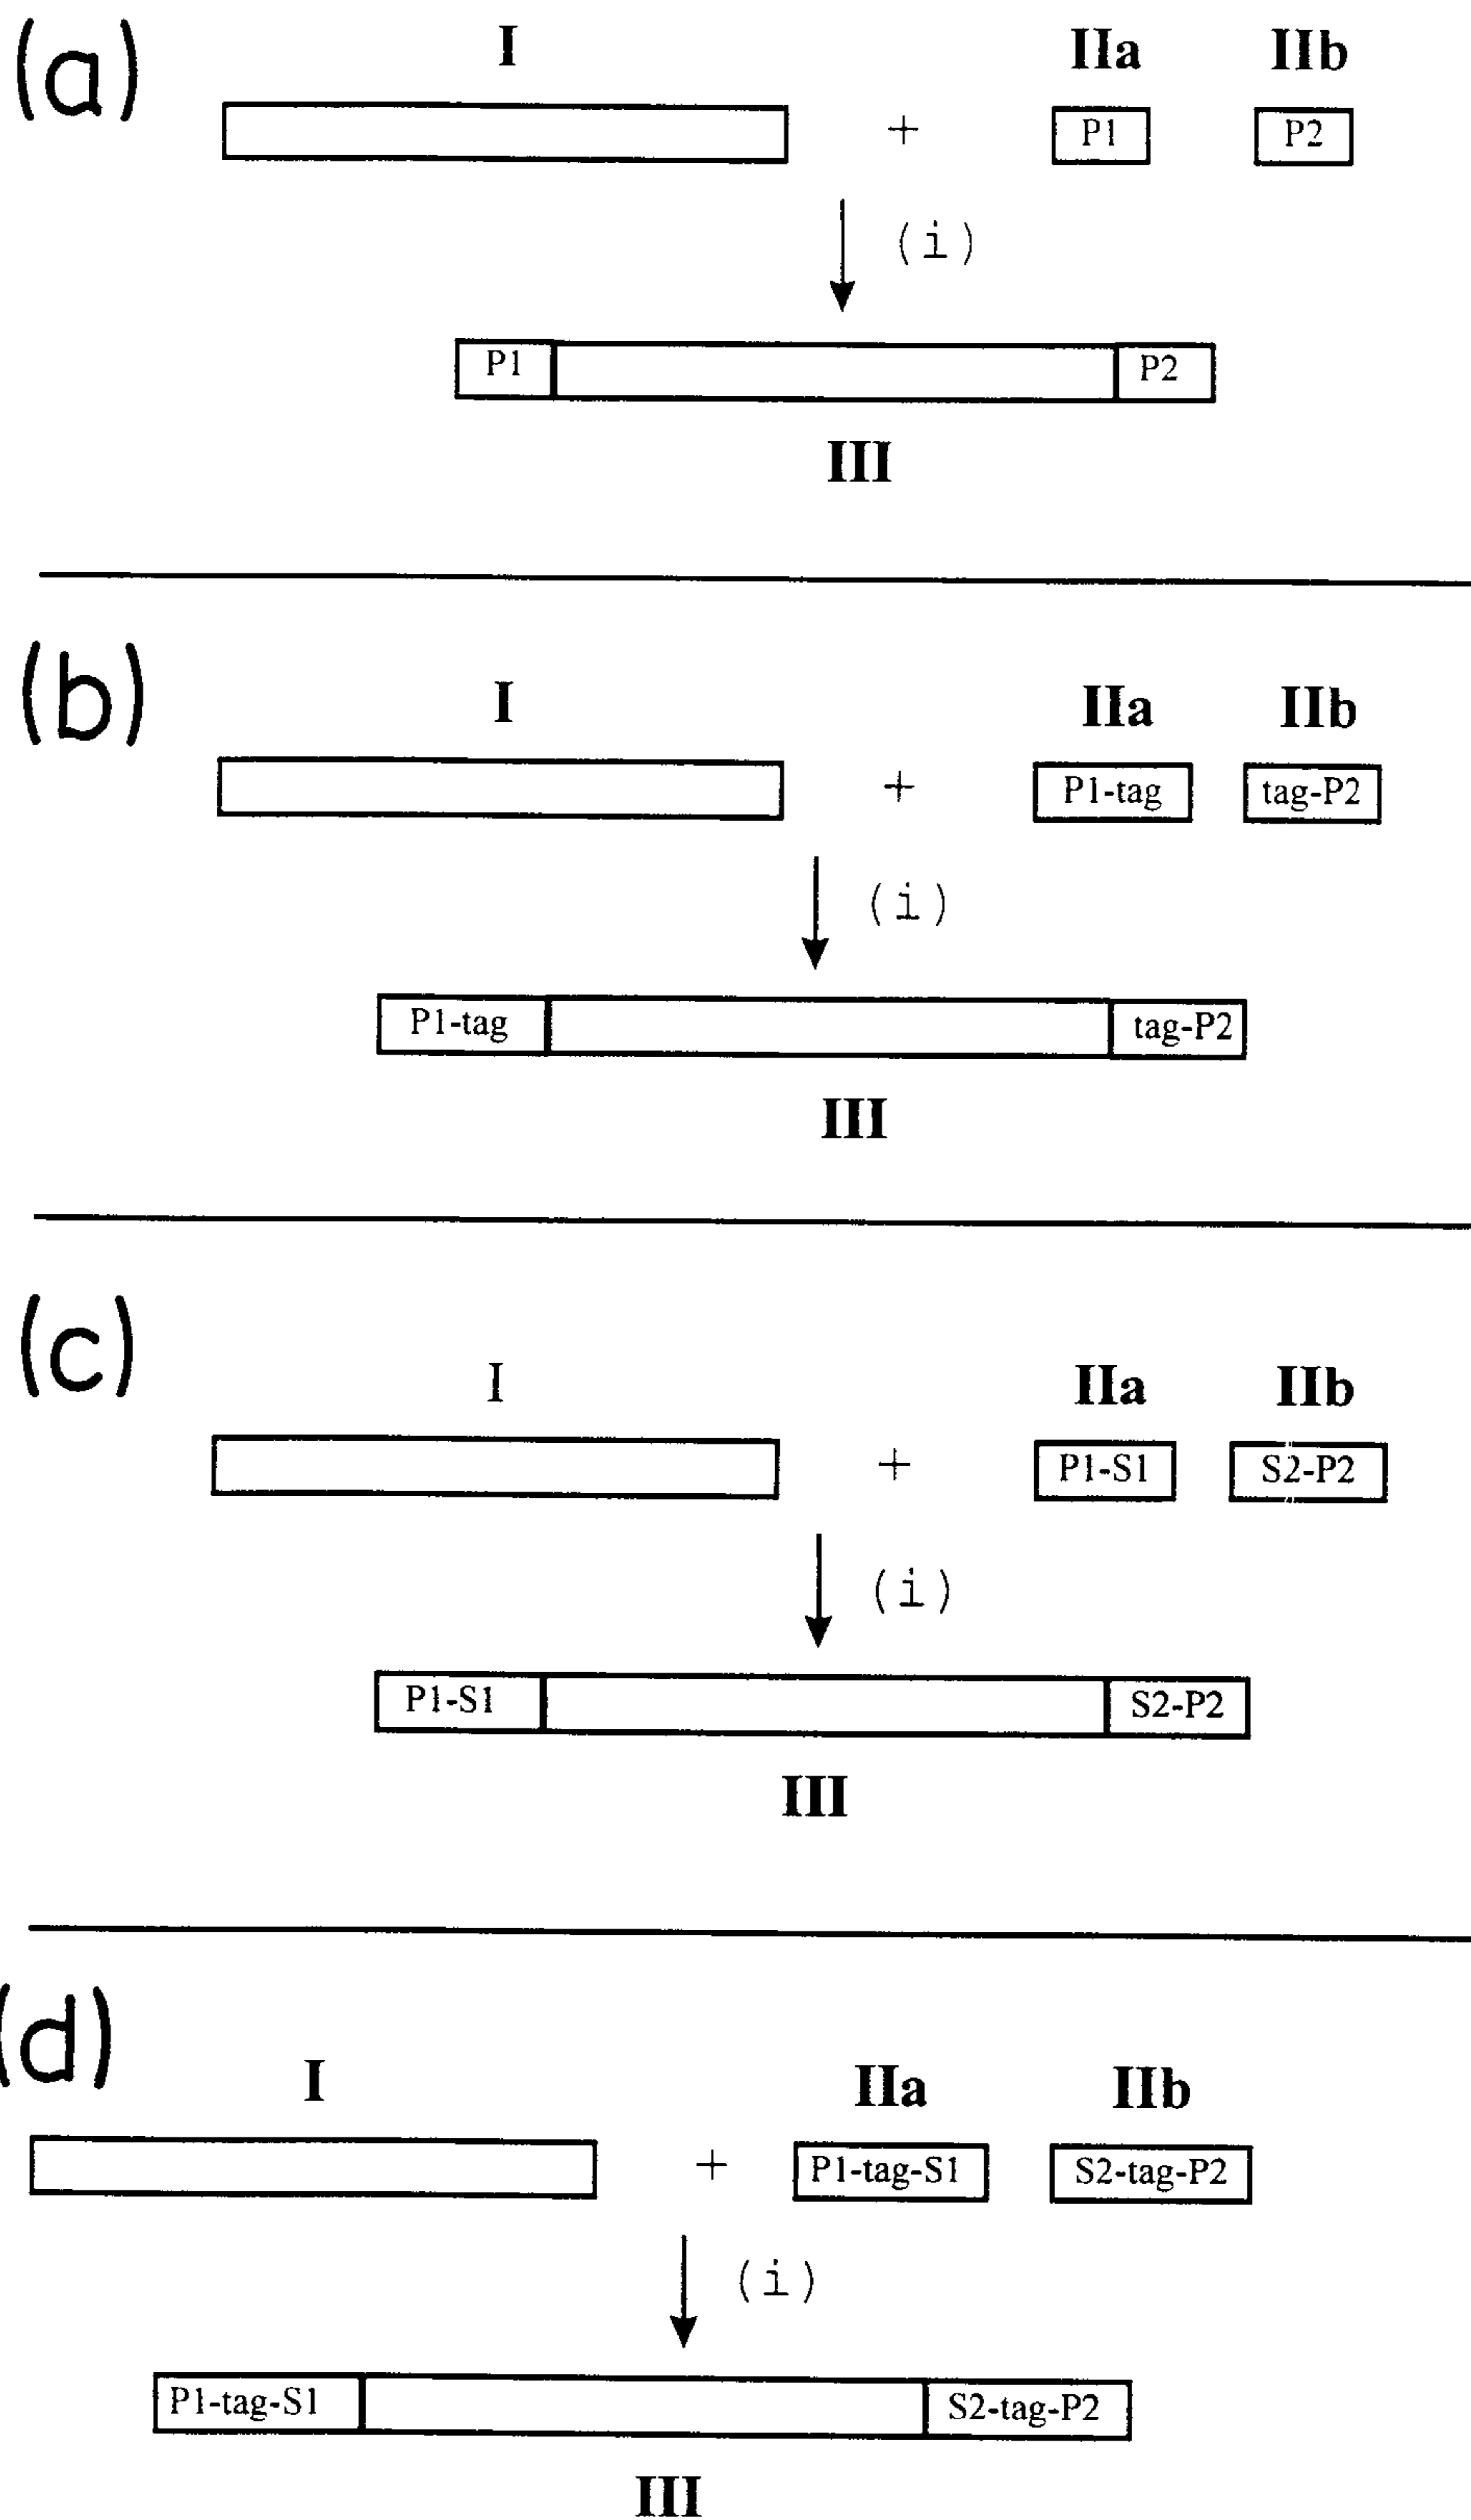 (a)
I IIa IIb
+ P1 P2
(i)
P1 P2
III
(b)
I IIa IIb
+ P1-tag tag-P2
(i)
P1-tag tag-P2
III
(c)
I IIa IIb
+ P1-S1 S2-P2
(i)
P1-S1 S2-P2
III
(d)
I IIa IIb
+ P1-tag-S1 S2-tag-P2
(i)
P1-tag-S1 S2-tag-P2
III